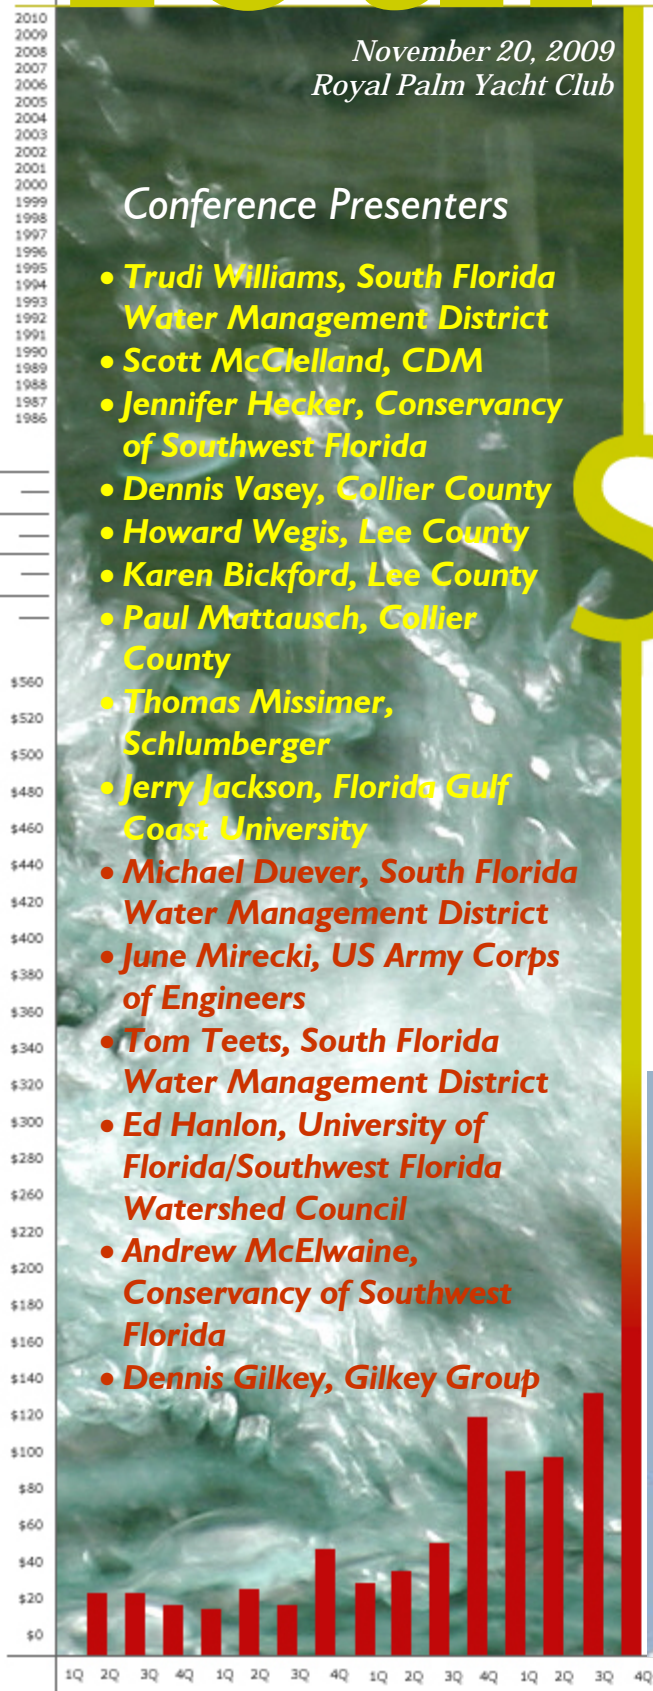 November 20, 2009
Royal Palm Yacht Club
Conference Presenters
• Trudi Williams, South Florida
Water Management District
• Scott McClelland, CDM
• Jennifer Hecker, Conservancy
of Southwest Florida
• Dennis Vasey, Collier County
• Howard Wegis, Lee County
• Karen Bickford, Lee County
• Paul Mattausch, Collier
County
• Thomas Missimer,
Schlumberger
• Jerry Jackson, Florida Gulf
Coast University
• Michael Duever, South Florida
Water Management District
• June Mirecki, US Army Corps
of Engineers
• Tom Teets, South Florida
Water Management District
• Ed Hanlon, University of
Florida/Southwest Florida
Watershed Council
• Andrew McElwaine,
Conservancy of Southwest
Florida
• Dennis Gilkey, Gilkey Group
2010
2009
2008
2007
2006
2005
2004
2003
2002
2001
2000
1999
1998
1997
1996
1995
1994
1993
1992
1991
1990
1989
1988
1987
1986
$560
$520
$500
$480
$460
$440
$420
$400
$380
$360
$340
$320
$300
$280
$260
$220
$200
$180
$160
$140
$120
$100
$80
$60
$40
$20
$0
1Q 2Q 3Q 4Q 1Q 2Q 3Q 4Q 1Q 2Q 3Q 4Q 1Q 2Q 3Q 4Q
S